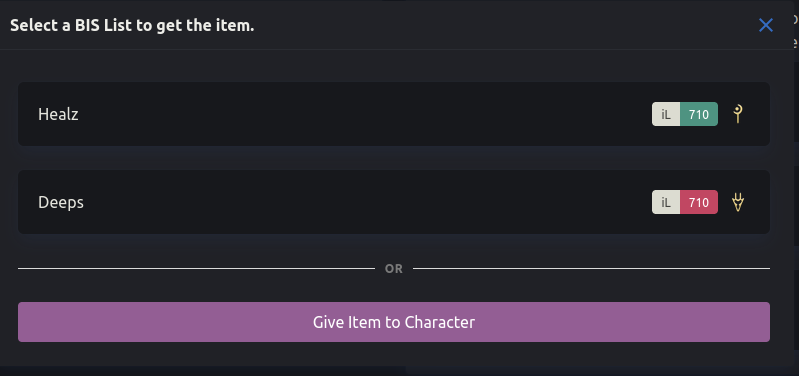 Select a BIS List to get the item.
Healz iL 710
Deeps iL 710
OR
Give Item to Character